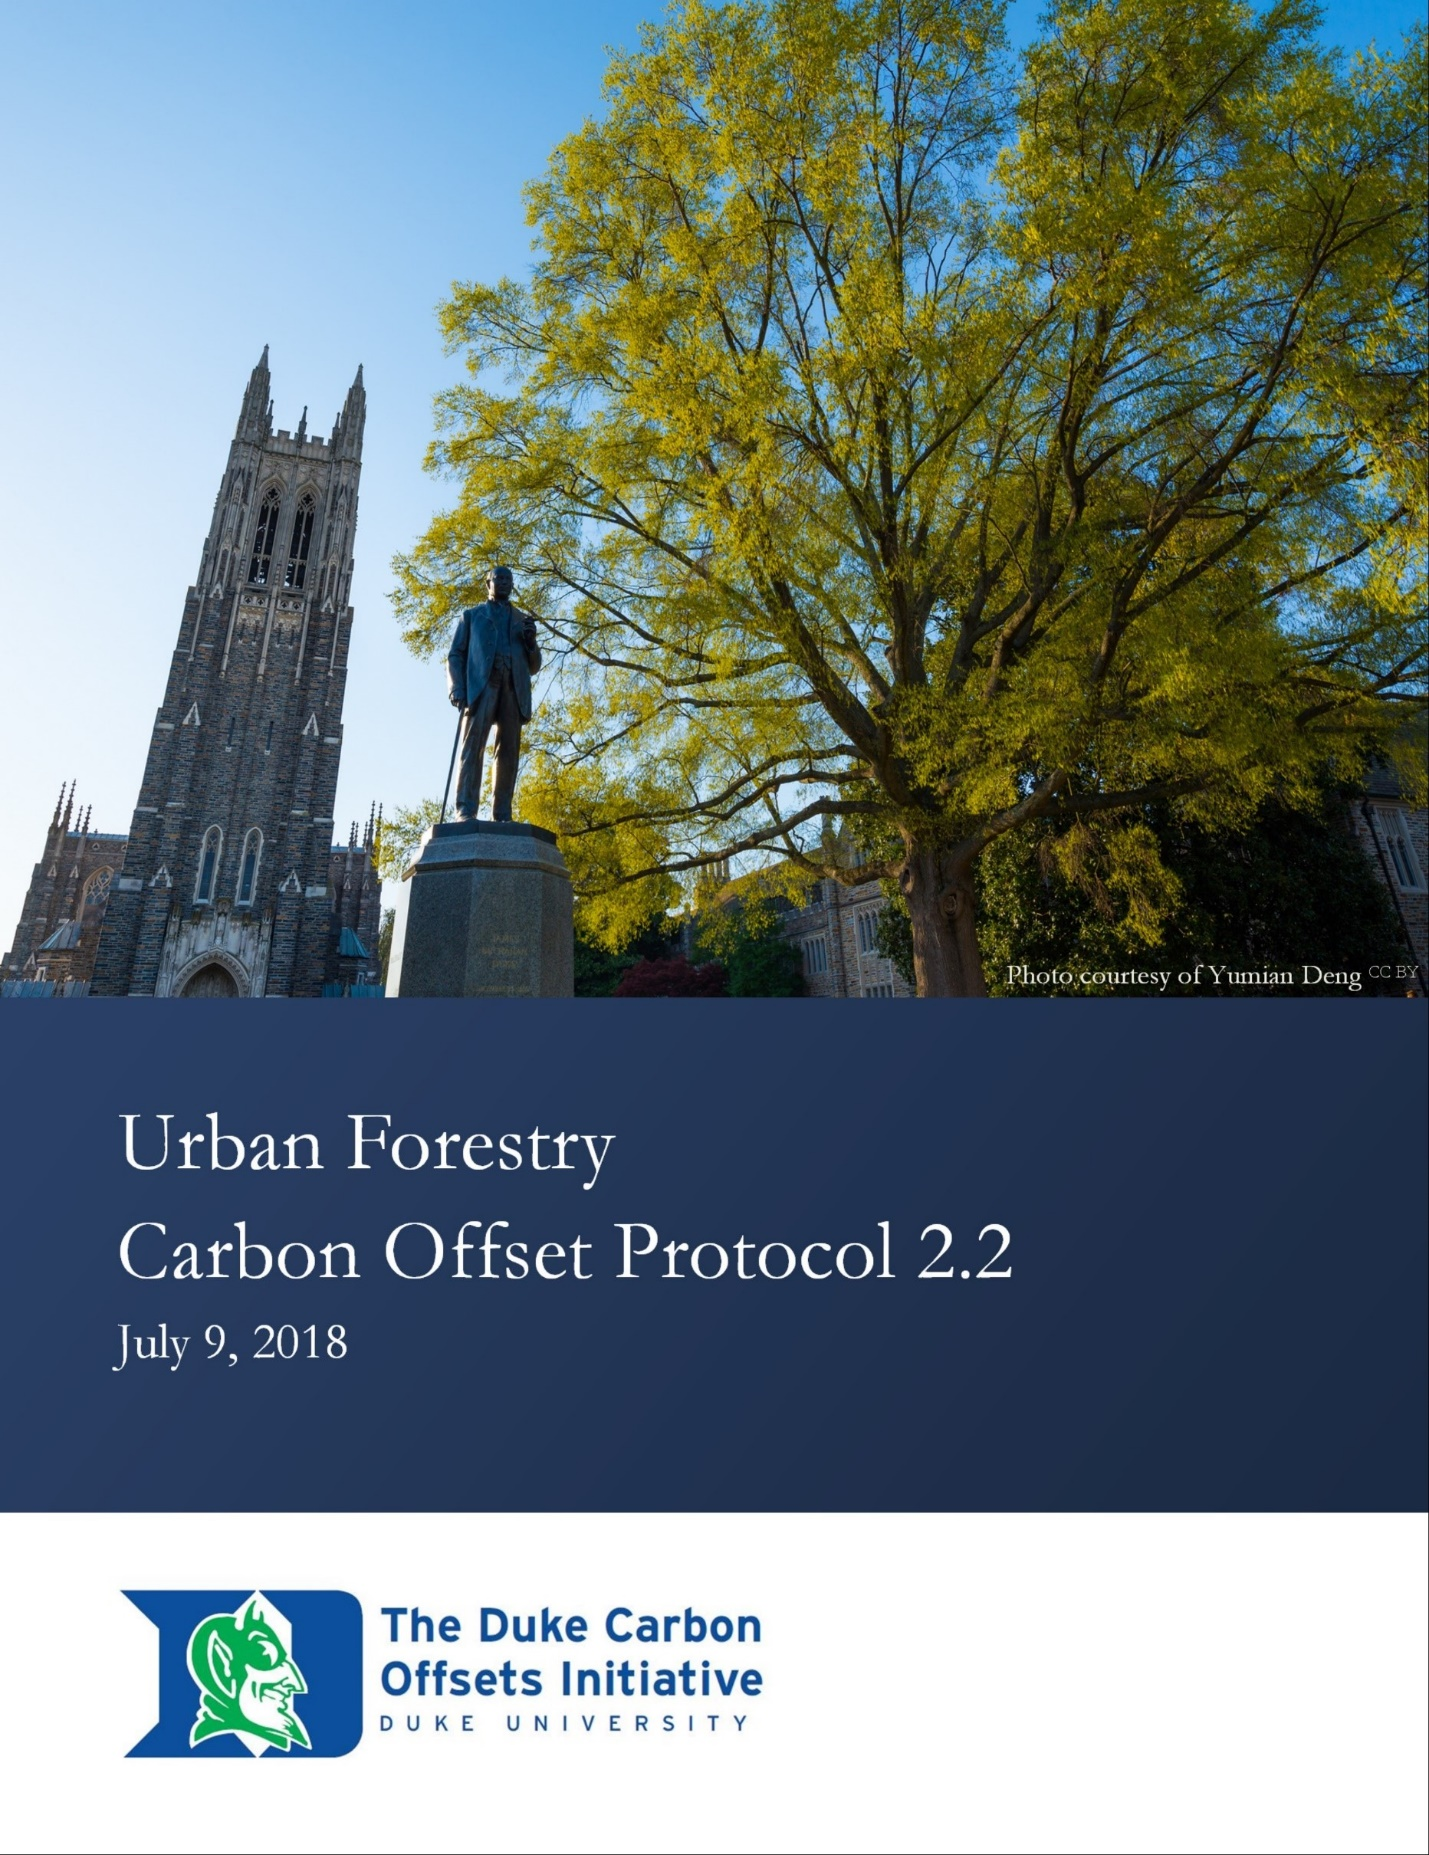 Photo courtesy of Yumian Deng CC BY
Urban Forestry
Carbon Offset Protocol 2.2
July 9, 2018
The Duke Carbon
Offsets Initiative
DUKE UNIVERSITY